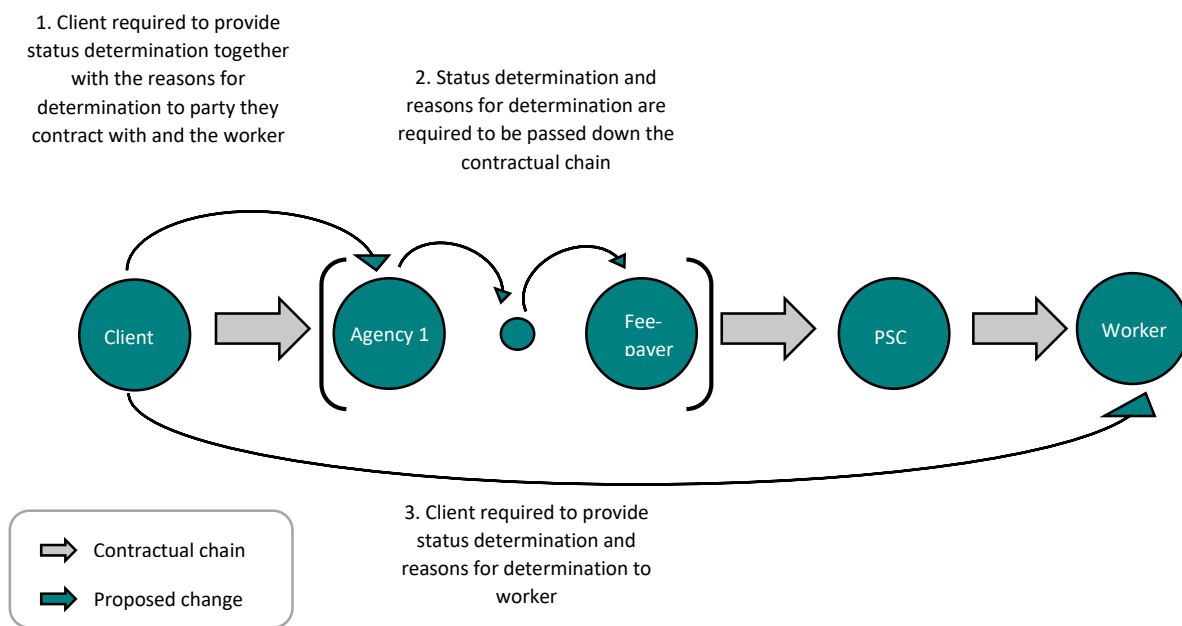 1. Client required to provide
status determination together
with the reasons for
determination to party they
contract with and the worker
2. Status determination and
reasons for determination are
required to be passed down the
contractual chain
Client
Agency 1
Fee-
payer
PSC
Worker
3. Client required to provide
status determination and
reasons for determination to
worker
Contractual chain
Proposed change